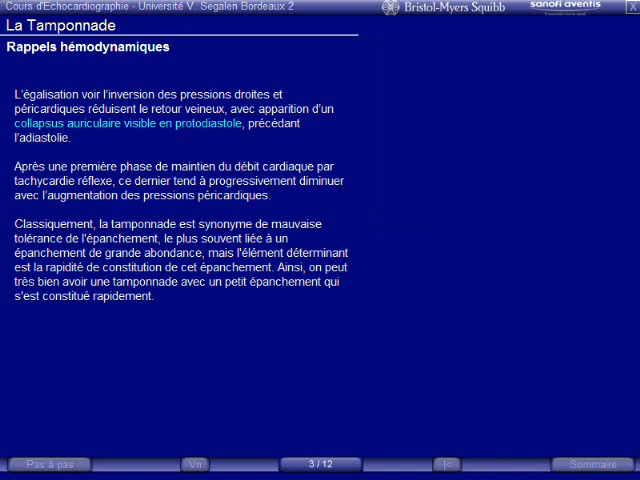 Cours d'Echocardiographie - Université V. Segalen Bordeaux 2
Bristol-Myers Squibb
sanofi aventis
X
La Tamponnade
Rappels hémodynamiques
L'égalisation voir l'inversion des pressions droites et
péricardiques réduisent le retour veineux, avec apparition d'un
collapsus auriculaire visible en protodiastole, précédant
l'adiastolie.
Après une première phase de maintien du débit cardiaque par
tachycardie réflexe, ce dernier tend à progressivement diminuer
avec l'augmentation des pressions péricardiques.
Classiquement, la tamponnade est synonyme de mauvaise
tolérance de l'épanchement, le plus souvent liée à un
épanchement de grande abondance, mais l'élément déterminant
est la rapidité de constitution de cet épanchement. Ainsi, on peut
très bien avoir une tamponnade avec un petit épanchement qui
s'est constitué rapidement.
Pas à pas
Vn
3 / 12
|<
Sommaire